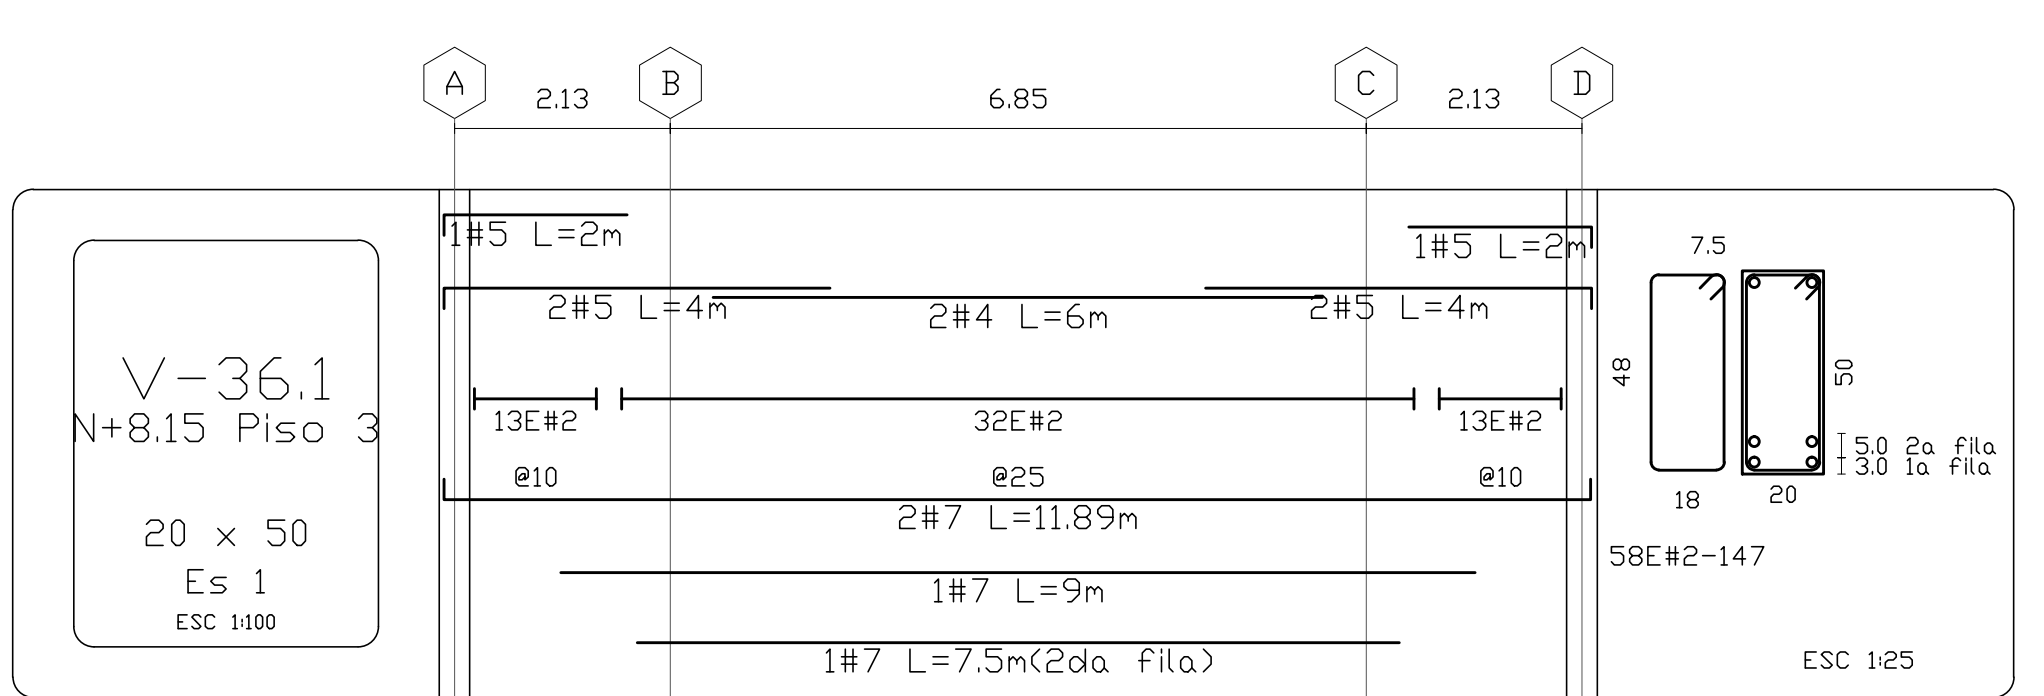 A B C D
2.13 6.85 2.13
1#5 L=2m
1#5 L=2m
7.5
2#5 L=4m 2#4 L=6m 2#5 L=4m
V-36.1
N+8.15 Piso 3
20 x 50
Es 1
ESC 1:100
13E#2 32E#2 13E#2
@10 @25 @10
2#7 L=11.89m
1#7 L=9m
1#7 L=7.5m(2da fila)
48
50
5.0 2a fila
3.0 1a fila
18
20
58E#2-147
ESC 1:25